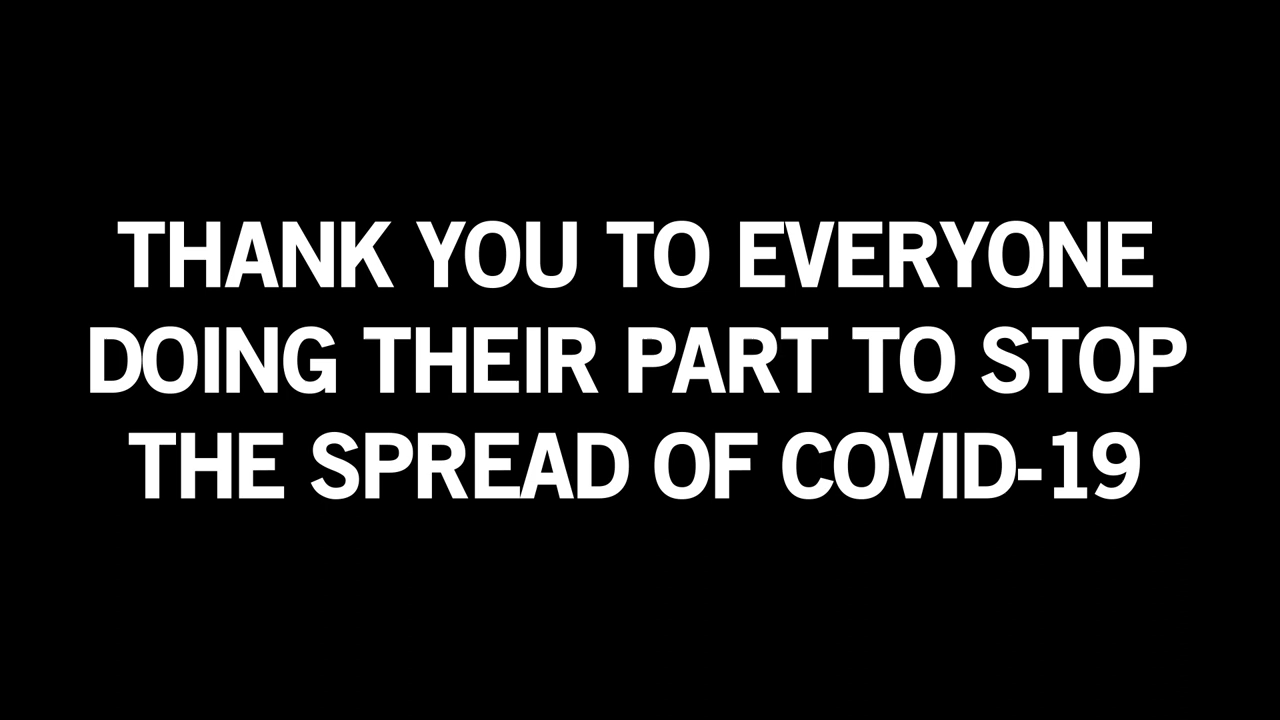 THANK YOU TO EVERYONE
DOING THEIR PART TO STOP
THE SPREAD OF COVID-19